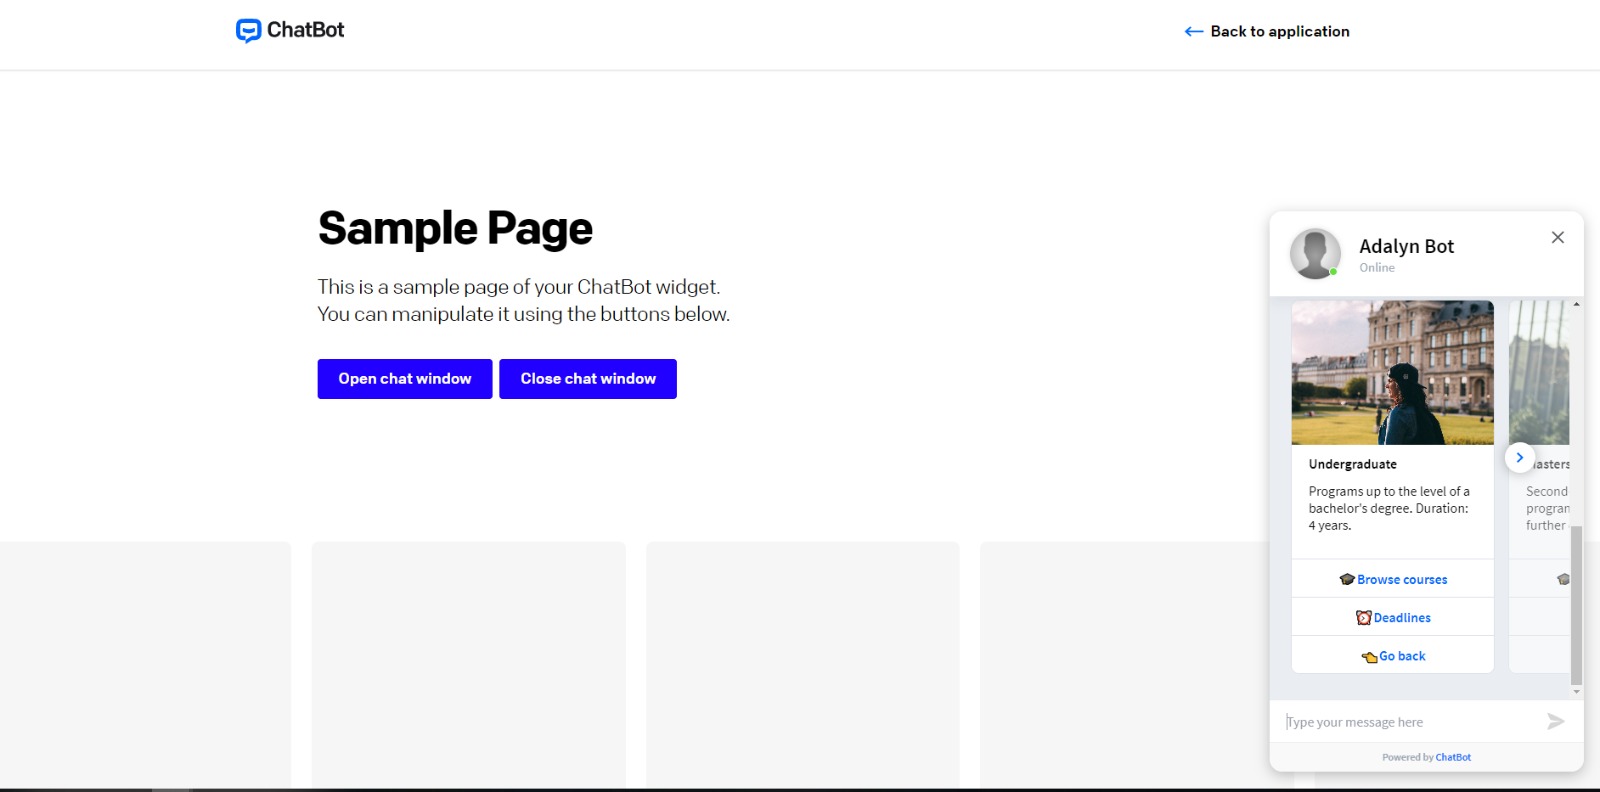 ChatBot
Back to application
Sample Page
This is a sample page of your ChatBot widget.
You can manipulate it using the buttons below.
Open chat window
Close chat window
Adalyn Bot
Online
Undergraduate
Programs up to the level of a
bachelor's degree. Duration:
4 years.
Browse courses
Deadlines
Go back
asters
Second
program
further
Type your message here
Powered by ChatBot